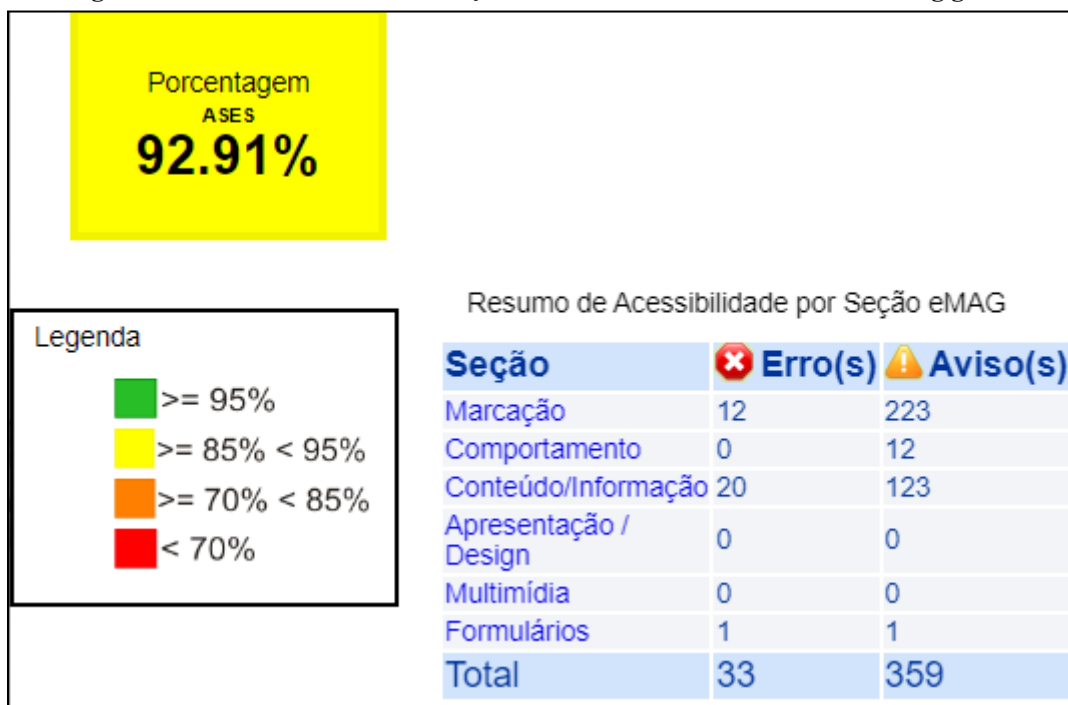 Porcentagem
ASES
92.91%
Legenda
>= 95%
>= 85% < 95%
>= 70% < 85%
< 70%
Resumo de Acessibilidade por Seção eMAG
Seção Erro(s) Aviso(s)
Marcação 12 223
Comportamento 0 12
Conteúdo/Informação 20 123
Apresentação /
Design 0 0
Multimídia 0 0
Formulários 1 1
Total 33 359